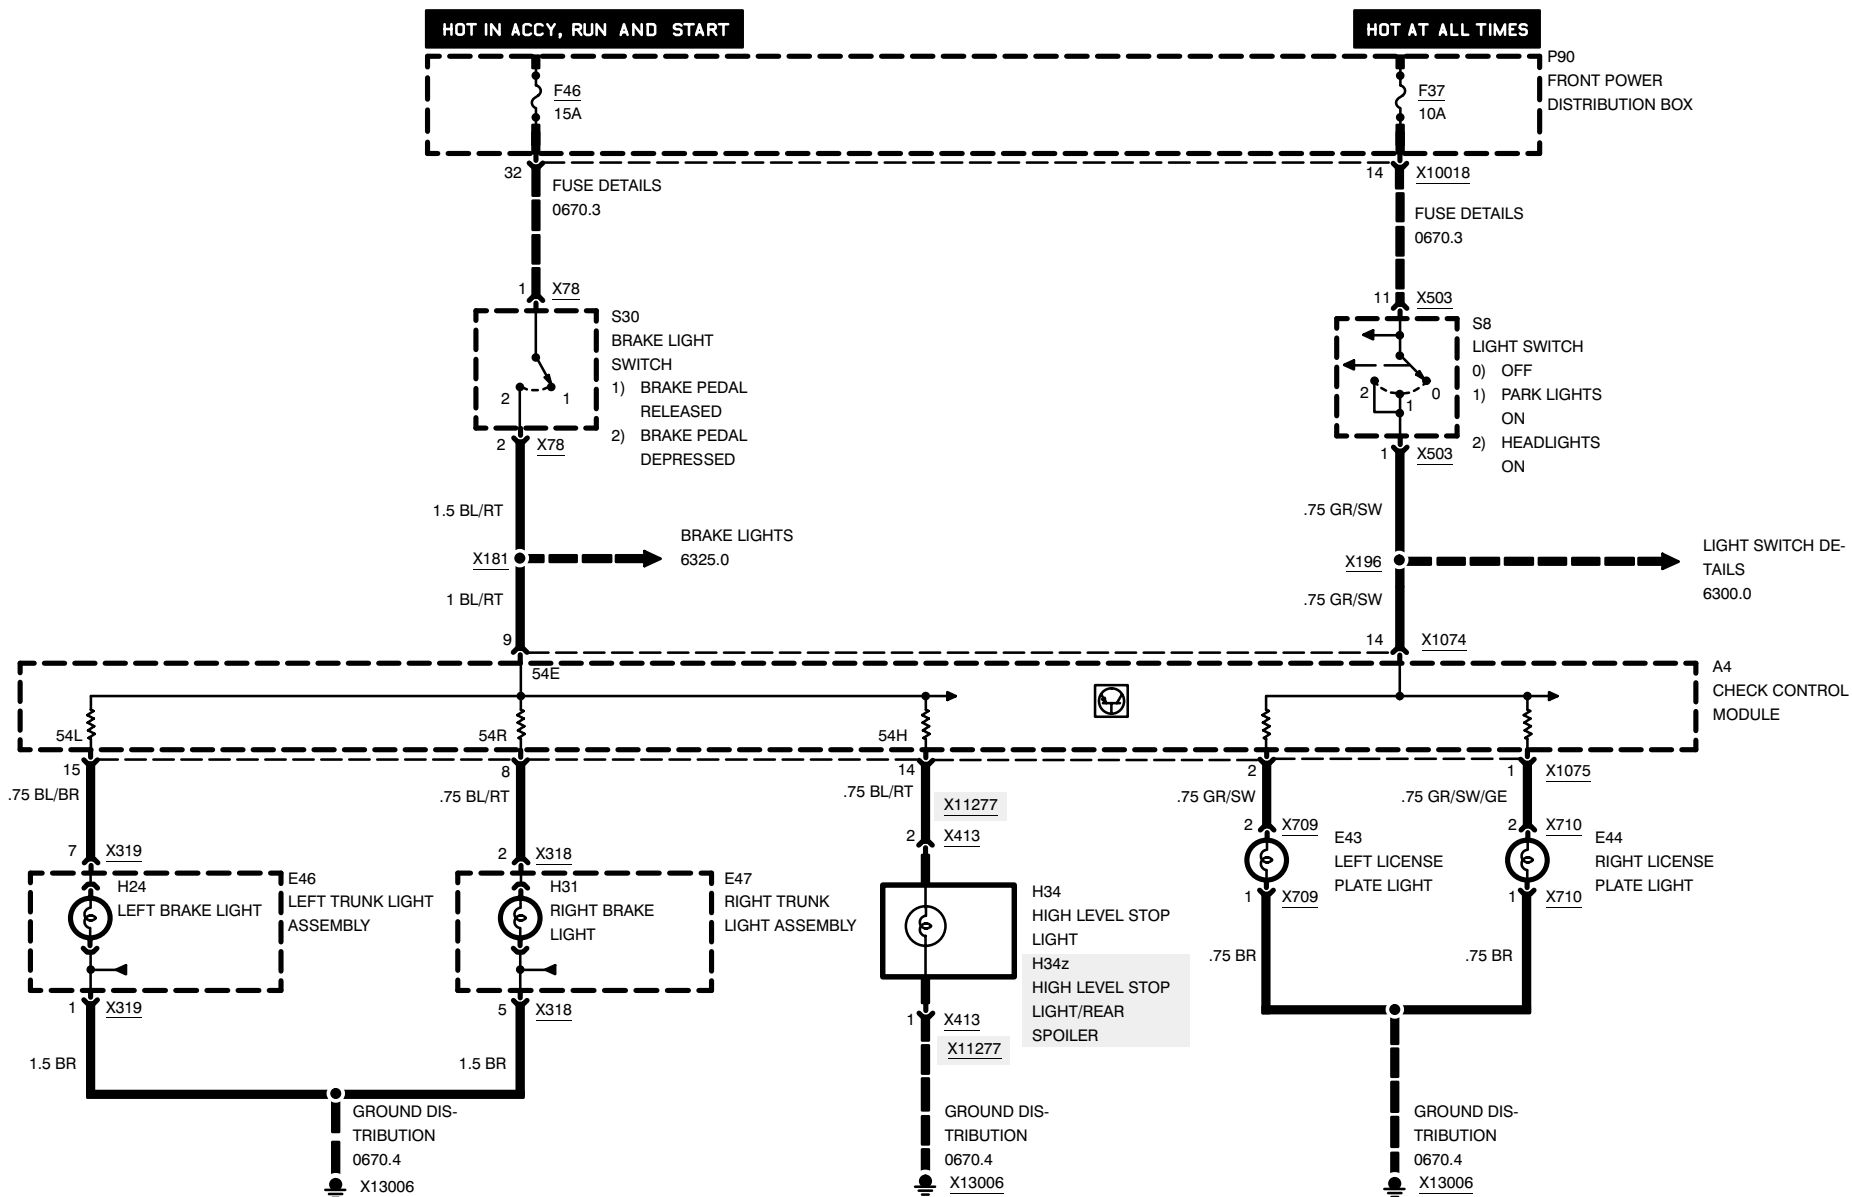 HOT IN ACCY, RUN AND START
HOT AT ALL TIMES
P90
FRONT POWER
DISTRIBUTION BOX
F46
15A
F37
10A
32
FUSE DETAILS
0670.3
14
X10018
FUSE DETAILS
0670.3
1
X78
S30
BRAKE LIGHT
SWITCH
1) BRAKE PEDAL
RELEASED
2) BRAKE PEDAL
DEPRESSED
2
1
2
X78
11
X503
S8
LIGHT SWITCH
0) OFF
1) PARK LIGHTS
ON
2) HEADLIGHTS
ON
2
1
0
1
X503
1.5 BL/RT
X181
BRAKE LIGHTS
6325.0
1 BL/RT
9
.75 GR/SW
X196
LIGHT SWITCH DE-
TAILS
6300.0
.75 GR/SW
14
X1074
A4
CHECK CONTROL
MODULE
54E
54L
54R
54H
15
8
14
2
1
X1075
.75 BL/BR
.75 BL/RT
.75 BL/RT
.75 GR/SW
.75 GR/SW/GE
X11277
7
X319
2
X318
2
X413
2
X709
2
X710
H24
LEFT BRAKE LIGHT
E46
LEFT TRUNK LIGHT
ASSEMBLY
H31
RIGHT BRAKE
LIGHT
E47
RIGHT TRUNK
LIGHT ASSEMBLY
H34
HIGH LEVEL STOP
LIGHT
H34z
HIGH LEVEL STOP
LIGHT/REAR
SPOILER
E43
LEFT LICENSE
PLATE LIGHT
E44
RIGHT LICENSE
PLATE LIGHT
1
X709
1
X710
1
X319
5
X318
1
X413
X11277
.75 BR
.75 BR
1.5 BR
1.5 BR
GROUND DIS-
TRIBUTION
0670.4
X13006
GROUND DIS-
TRIBUTION
0670.4
X13006
GROUND DIS-
TRIBUTION
0670.4
X13006